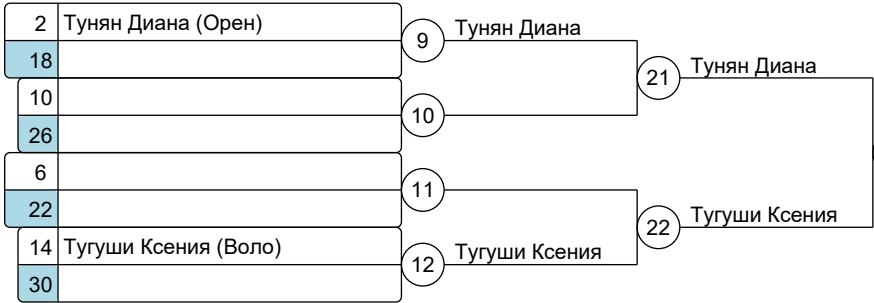 2 Тунян Диана (Орен)
18
9 Тунян Диана
10
26
10
21 Тунян Диана
6
22
11
14 Тугуши Ксения (Воло)
30
12 Тугуши Ксения
22 Тугуши Ксения